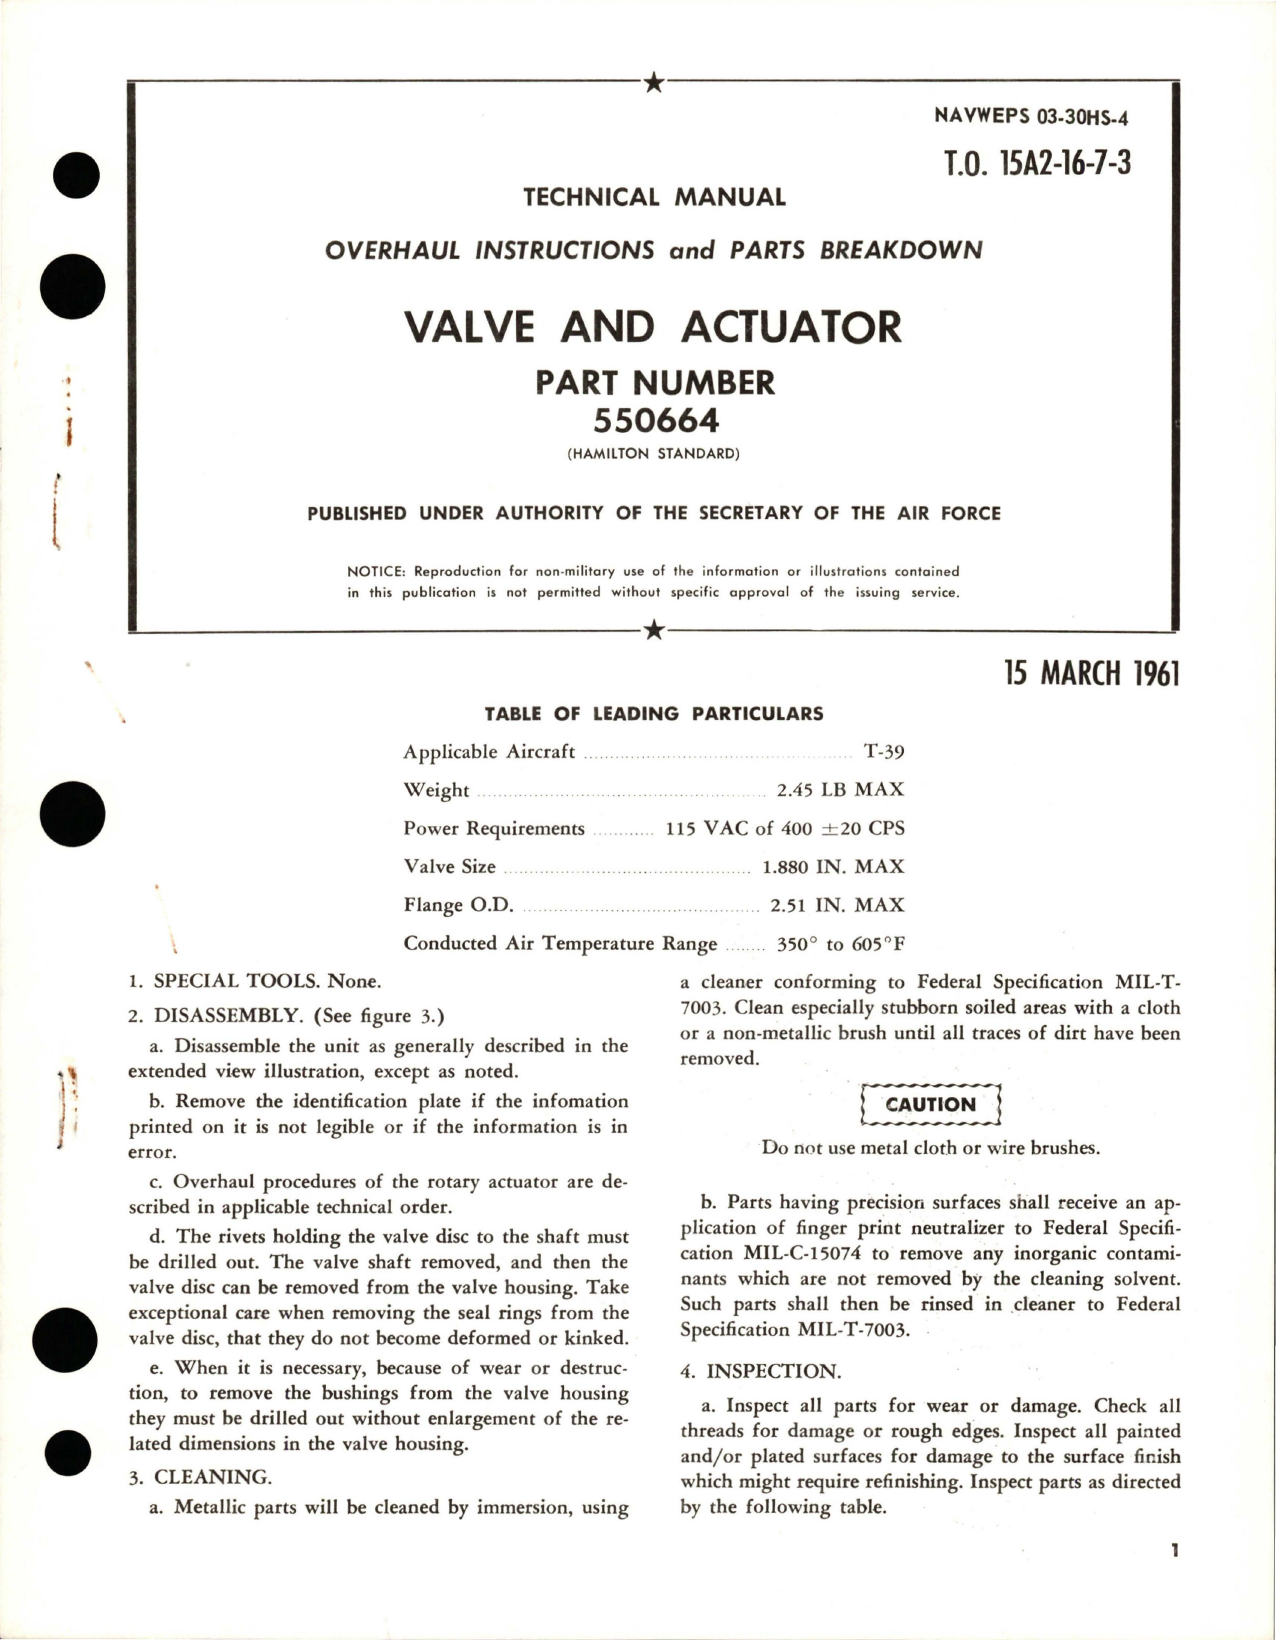 NAVWEPS 03-30HS-4
T.O. 15A2-16-7-3
TECHNICAL MANUAL
OVERHAUL INSTRUCTIONS and PARTS BREAKDOWN
VALVE AND ACTUATOR
PART NUMBER
550664
(HAMILTON STANDARD)
PUBLISHED UNDER AUTHORITY OF THE SECRETARY OF THE AIR FORCE
NOTICE: Reproduction for non-military use of the information or illustrations contained
in this publication is not permitted without specific approval of the issuing service.
15 MARCH 1961
TABLE OF LEADING PARTICULARS
Applicable Aircraft ........ T-39
Weight ........ 2.45 LB MAX
Power Requirements ........ 115 VAC of 400 ±20 CPS
Valve Size ........ 1.880 IN. MAX
Flange O.D. ........ 2.51 IN. MAX
Conducted Air Temperature Range ........ 350° to 605°F
1. SPECIAL TOOLS. None.
2. DISASSEMBLY. (See figure 3.)
a. Disassemble the unit as generally described in the
extended view illustration, except as noted.
b. Remove the identification plate if the infomation
printed on it is not legible or if the information is in
error.
c. Overhaul procedures of the rotary actuator are de-
scribed in applicable technical order.
d. The rivets holding the valve disc to the shaft must
be drilled out. The valve shaft removed, and then the
valve disc can be removed from the valve housing. Take
exceptional care when removing the seal rings from the
valve disc, that they do not become deformed or kinked.
e. When it is necessary, because of wear or destruc-
tion, to remove the bushings from the valve housing
they must be drilled out without enlargement of the re-
lated dimensions in the valve housing.
3. CLEANING.
a. Metallic parts will be cleaned by immersion, using
a cleaner conforming to Federal Specification MIL-T-
7003. Clean especially stubborn soiled areas with a cloth
or a non-metallic brush until all traces of dirt have been
removed.
CAUTION
Do not use metal cloth or wire brushes.
b. Parts having precision surfaces shall receive an ap-
plication of finger print neutralizer to Federal Specifi-
cation MIL-C-15074 to remove any inorganic contami-
nants which are not removed by the cleaning solvent.
Such parts shall then be rinsed in cleaner to Federal
Specification MIL-T-7003.
4. INSPECTION.
a. Inspect all parts for wear or damage. Check all
threads for damage or rough edges. Inspect all painted
and/or plated surfaces for damage to the surface finish
which might require refinishing. Inspect parts as directed
by the following table.
1